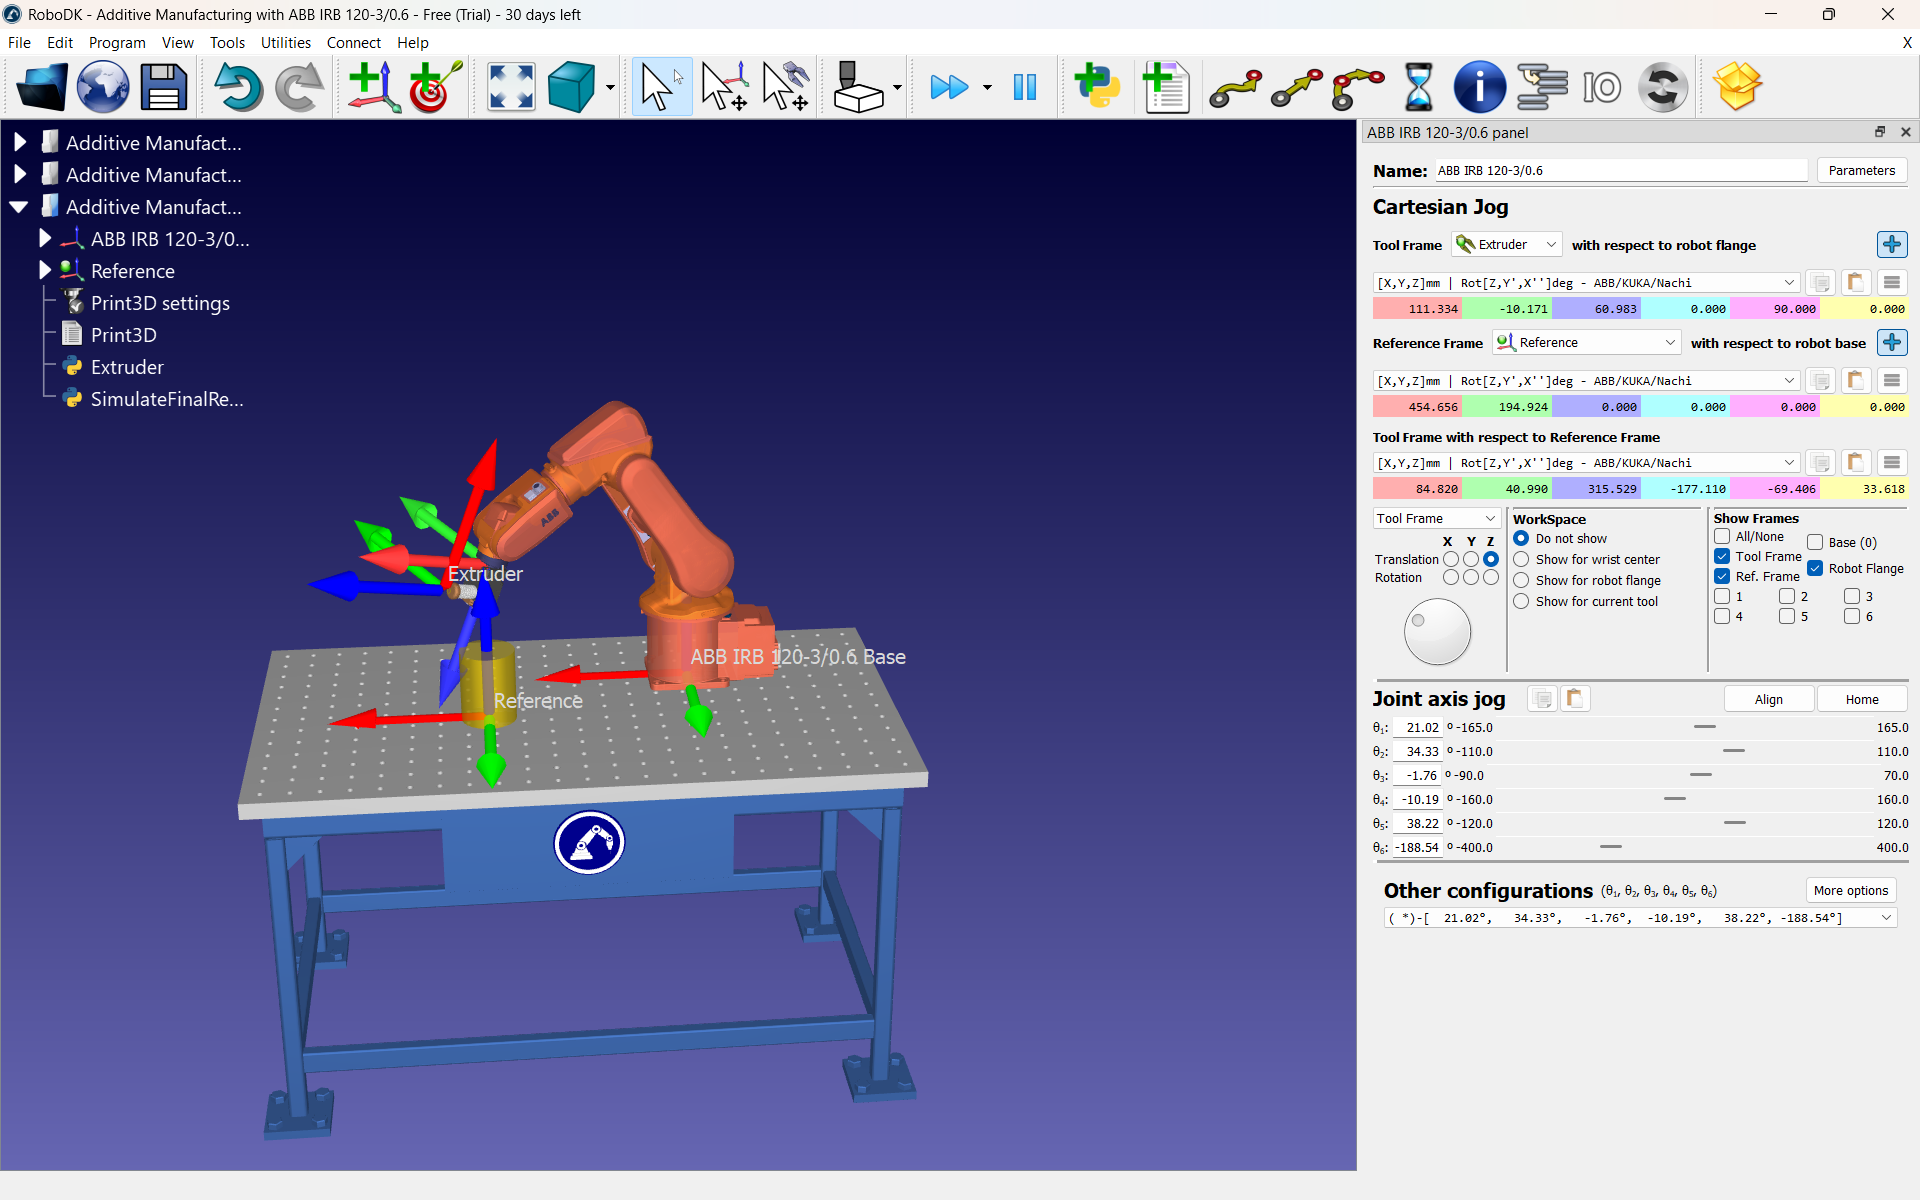 RoboDK - Additive Manufacturing with ABB IRB 120-3/0.6 - Free (Trial) - 30 days left
File Edit Program View Tools Utilities Connect Help X
IO
Additive Manufact...
Additive Manufact...
Additive Manufact...
ABB IRB 120-3/0...
Reference
Print3D settings
Print3D
Extruder
SimulateFinalRe...
ABB
Extruder
ABB IRB 120-3/0.6 Base
Reference
ABB IRB 120-3/0.6 panel
Name: ABB IRB 120-3/0.6 Parameters
Cartesian Jog
Tool Frame Extruder with respect to robot flange
[X,Y,Z]mm | Rot[Z,Y',X'']deg - ABB/KUKA/Nachi
111.334 -10.171 60.983 0.000 90.000 0.000
Reference Frame Reference with respect to robot base
[X,Y,Z]mm | Rot[Z,Y',X'']deg - ABB/KUKA/Nachi
454.656 194.924 0.000 0.000 0.000 0.000
Tool Frame with respect to Reference Frame
[X,Y,Z]mm | Rot[Z,Y',X'']deg - ABB/KUKA/Nachi
84.820 40.990 315.529 -177.110 -69.406 33.618
Tool Frame
X Y Z
Translation
Rotation
WorkSpace
Do not show
Show for wrist center
Show for robot flange
Show for current tool
Show Frames
All/None Base (0)
Tool Frame Robot Flange
Ref. Frame
1 2 3
4 5 6
Joint axis jog Align Home
θ₁: 21.02 º -165.0 165.0
θ₂: 34.33 º -110.0 110.0
θ₃: -1.76 º -90.0 70.0
θ₄: -10.19 º -160.0 160.0
θ₅: 38.22 º -120.0 120.0
θ₆: -188.54 º -400.0 400.0
Other configurations (θ₁, θ₂, θ₃, θ₄, θ₅, θ₆) More options
( *)-[ 21.02º, 34.33º, -1.76º, -10.19º, 38.22º, -188.54º]